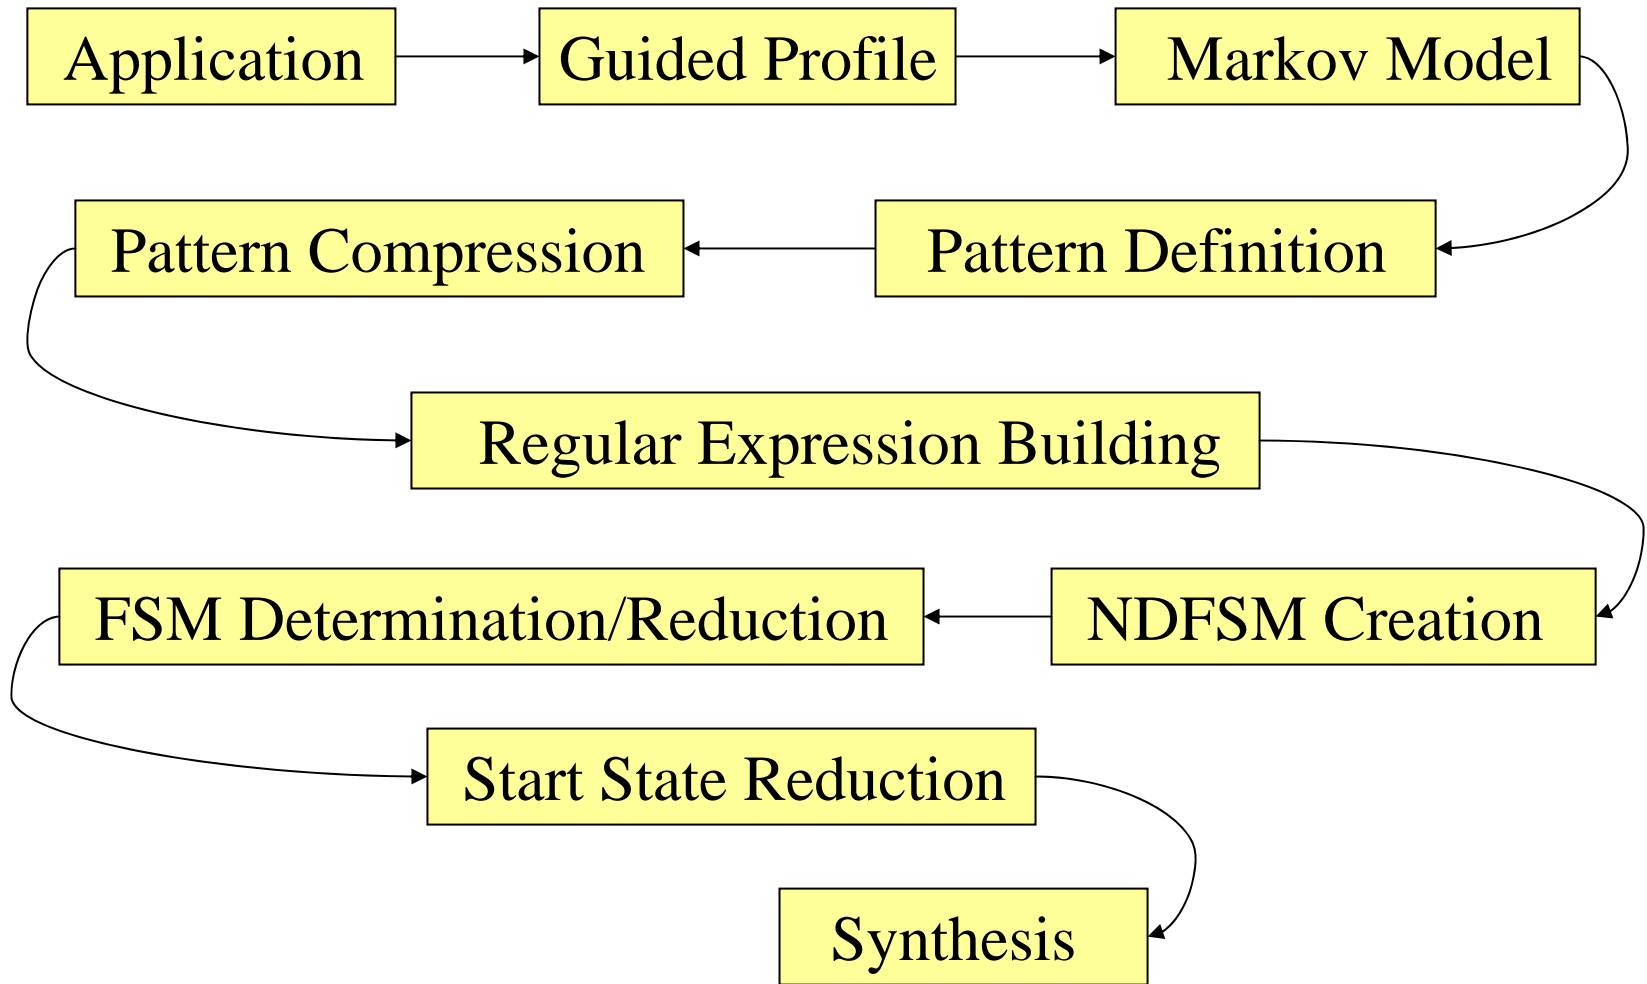 Application
Guided Profile
Markov Model
Pattern Compression
Pattern Definition
Regular Expression Building
FSM Determination/Reduction
NDFSM Creation
Start State Reduction
Synthesis